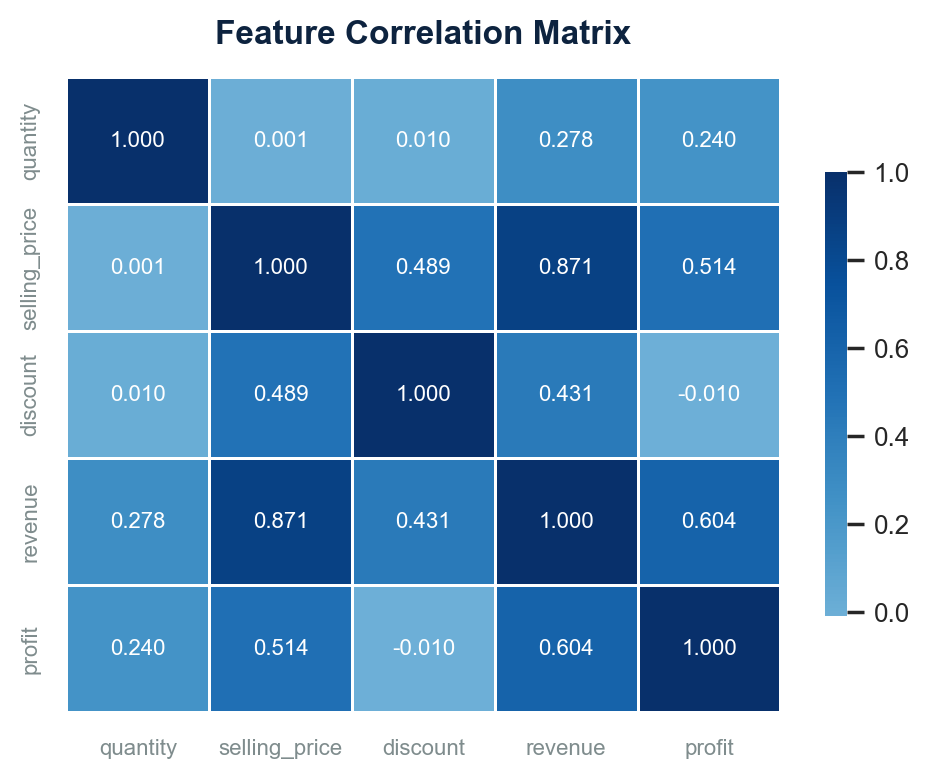 Feature Correlation Matrix
quantity 1.000 0.001 0.010 0.278 0.240
selling_price 0.001 1.000 0.489 0.871 0.514
discount 0.010 0.489 1.000 0.431 -0.010
revenue 0.278 0.871 0.431 1.000 0.604
profit 0.240 0.514 -0.010 0.604 1.000
quantity selling_price discount revenue profit
1.0
0.8
0.6
0.4
0.2
0.0